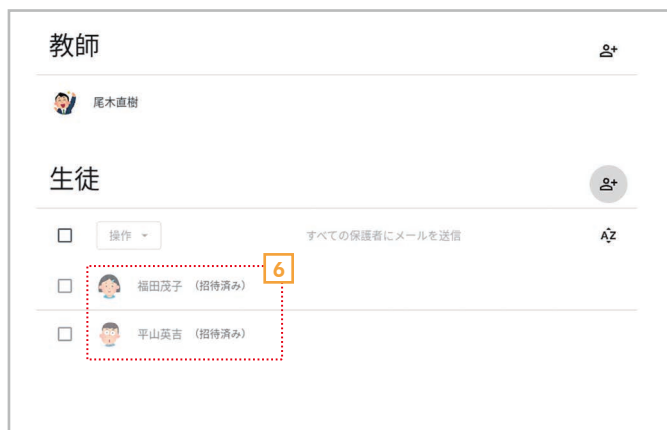 教師
尾木直樹
生徒
操作 すべての保護者にメールを送信 AZ
6
福田茂子 (招待済み)
平山英吉 (招待済み)